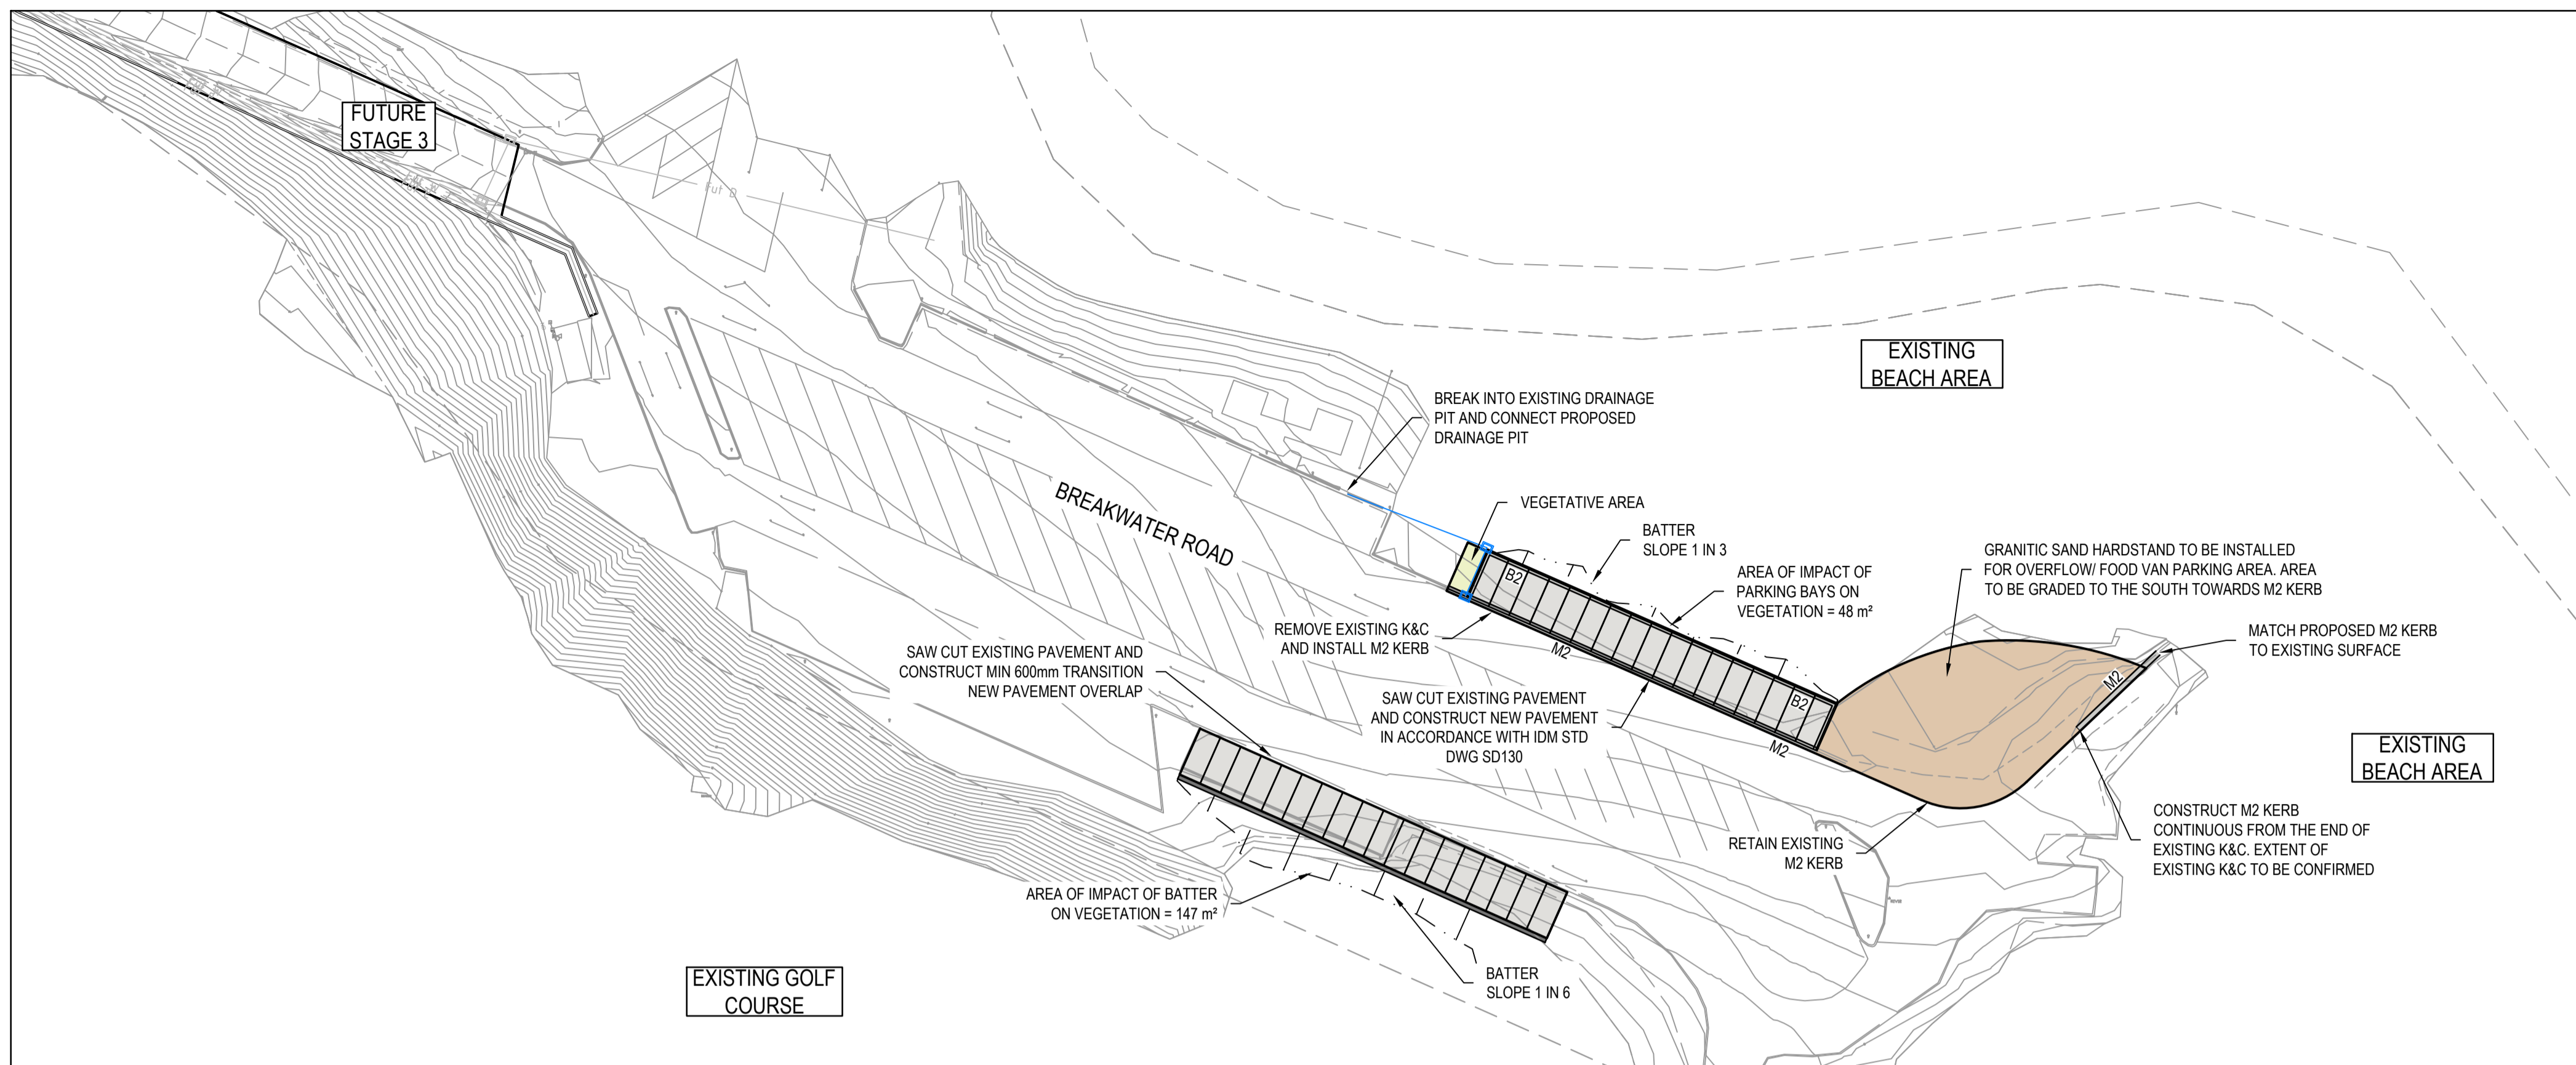 FUTURE
STAGE 3
Fut D
EXISTING
BEACH AREA
BREAK INTO EXISTING DRAINAGE
PIT AND CONNECT PROPOSED
DRAINAGE PIT
BREAKWATER ROAD
VEGETATIVE AREA
BATTER
SLOPE 1 IN 3
B2
AREA OF IMPACT OF
PARKING BAYS ON
VEGETATION = 48 m²
GRANITIC SAND HARDSTAND TO BE INSTALLED
FOR OVERFLOW/ FOOD VAN PARKING AREA. AREA
TO BE GRADED TO THE SOUTH TOWARDS M2 KERB
REMOVE EXISTING K&C
AND INSTALL M2 KERB
M2
MATCH PROPOSED M2 KERB
TO EXISTING SURFACE
SAW CUT EXISTING PAVEMENT AND
CONSTRUCT MIN 600mm TRANSITION
NEW PAVEMENT OVERLAP
SAW CUT EXISTING PAVEMENT
AND CONSTRUCT NEW PAVEMENT
IN ACCORDANCE WITH IDM STD
DWG SD130
B2
M2
M2
EXISTING
BEACH AREA
RETAIN EXISTING
M2 KERB
CONSTRUCT M2 KERB
CONTINUOUS FROM THE END OF
EXISTING K&C. EXTENT OF
EXISTING K&C TO BE CONFIRMED
AREA OF IMPACT OF BATTER
ON VEGETATION = 147 m²
BATTER
SLOPE 1 IN 6
EXISTING GOLF
COURSE